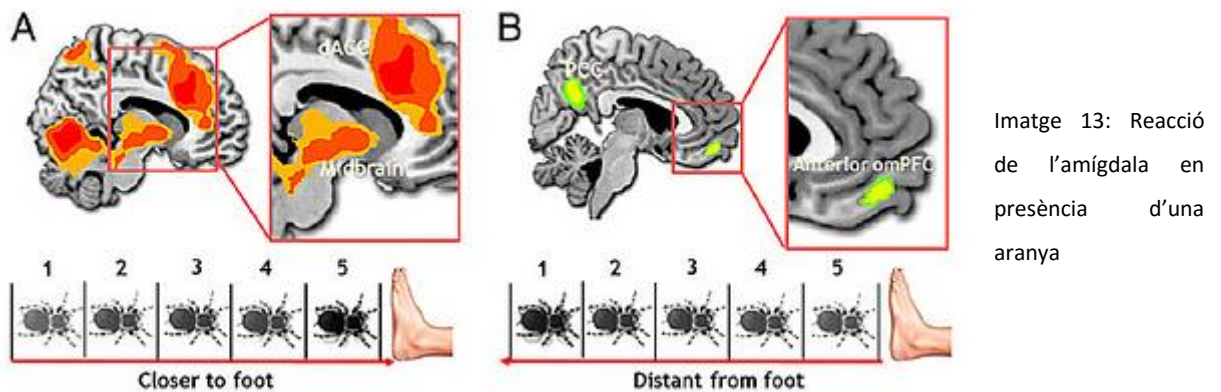 A
dACC
Midbrain
1 2 3 4 5
Closer to foot
B
PCC
Anterior omPFC
1 2 3 4 5
Distant from foot
Imatge 13: Reacció
de l’amígdala en
presència d’una
aranya